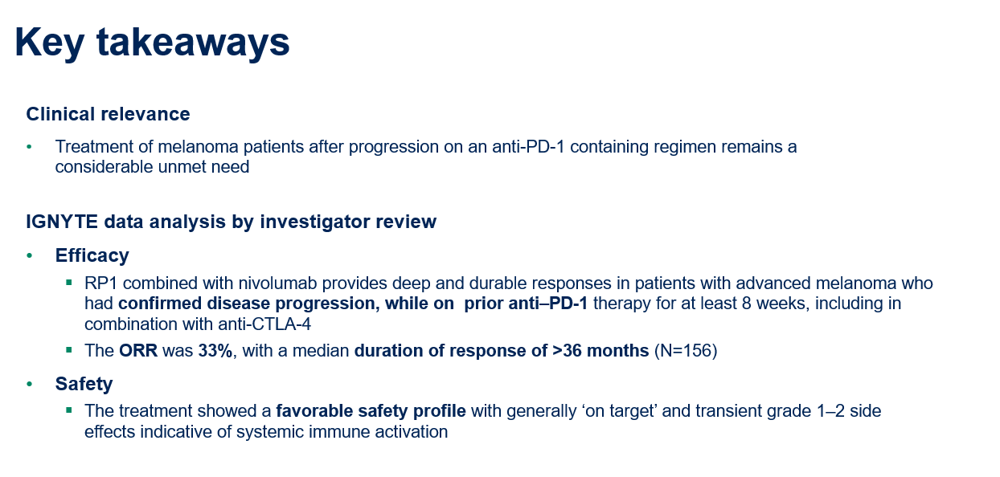 Key takeaways
Clinical relevance
• Treatment of melanoma patients after progression on an anti-PD-1 containing regimen remains a
considerable unmet need
IGNYTE data analysis by investigator review
• Efficacy
▪ RP1 combined with nivolumab provides deep and durable responses in patients with advanced melanoma who
had confirmed disease progression, while on  prior anti–PD-1 therapy for at least 8 weeks, including in
combination with anti-CTLA-4
▪ The ORR was 33%, with a median duration of response of >36 months (N=156)
• Safety
▪ The treatment showed a favorable safety profile with generally ‘on target’ and transient grade 1–2 side
effects indicative of systemic immune activation